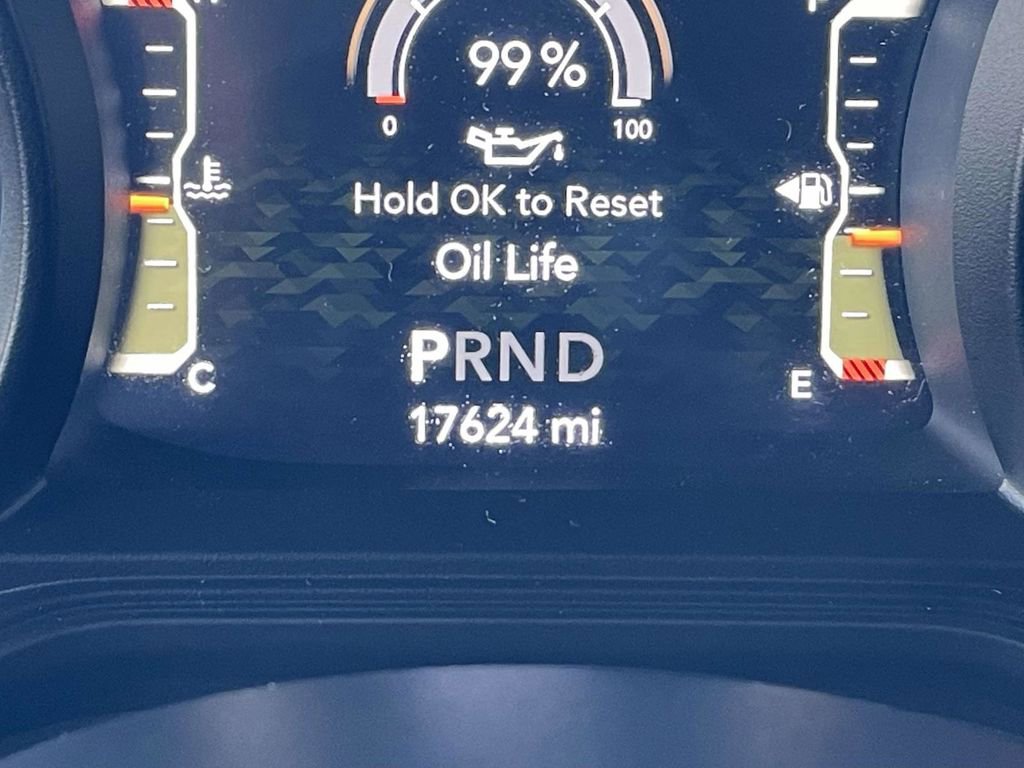 99 %
0
100
Hold OK to Reset
Oil Life
C
E
PRND
17624 mi